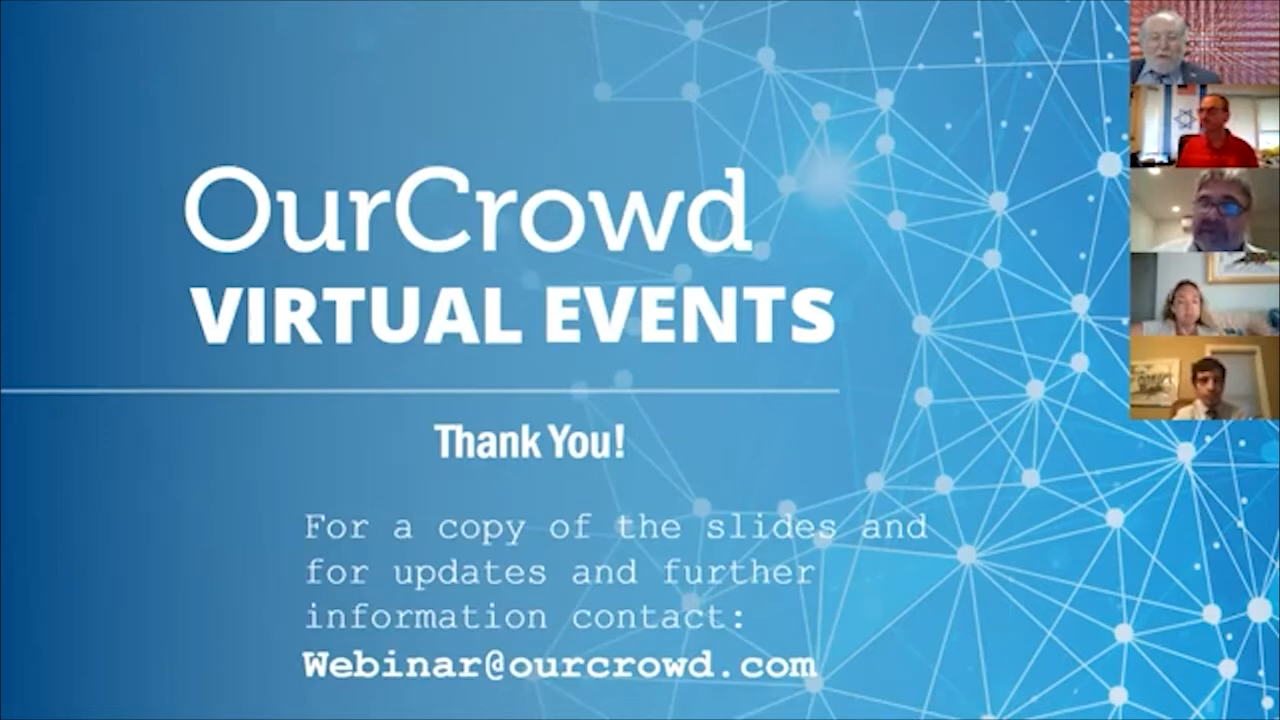 OurCrowd
VIRTUAL EVENTS
Thank You!
For a copy of the slides and
for updates and further
information contact:
Webinar@ourcrowd.com